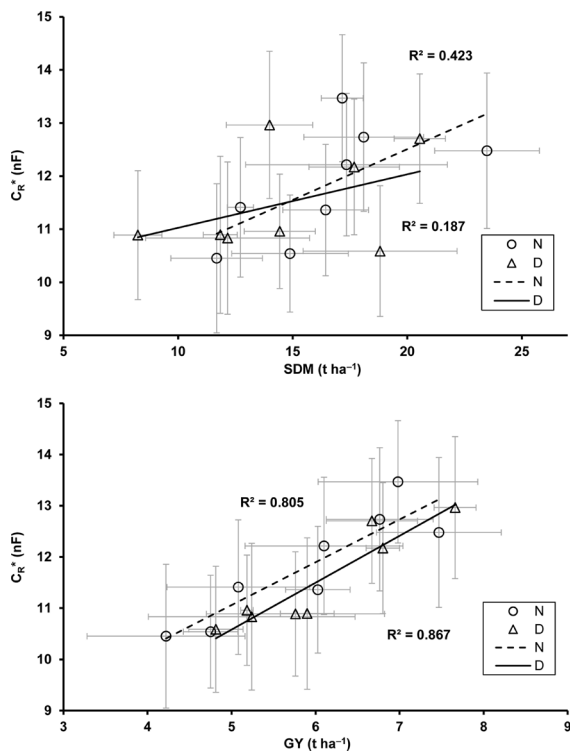 15
14
R² = 0.423
13
12
C_R* (nF)
11
R² = 0.187
10
N
D
N
D
9
5 10 15 20 25
SDM (t ha⁻¹)
15
14
R² = 0.805
13
12
C_R* (nF)
11
R² = 0.867
10
N
D
N
D
9
3 4 5 6 7 8 9
GY (t ha⁻¹)